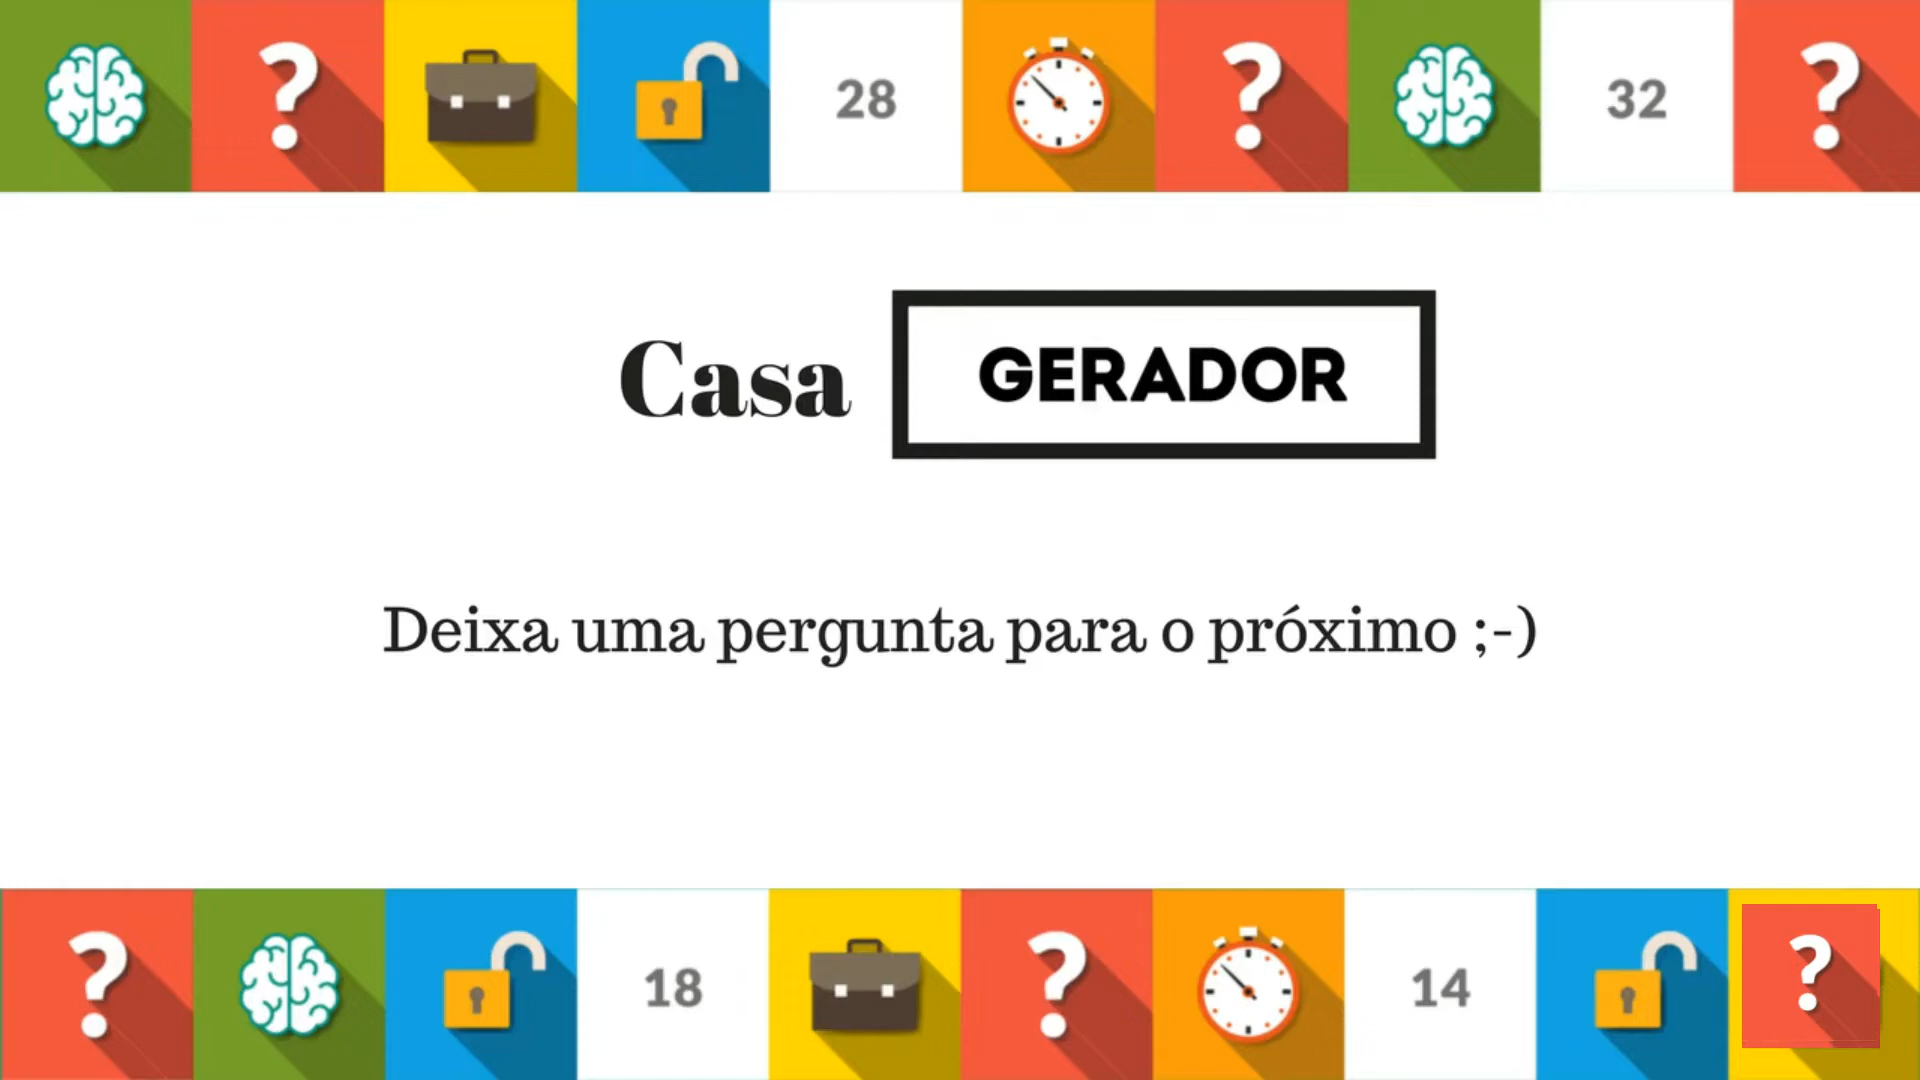 ? 28 ? 32 ?
Casa GERADOR
Deixa uma pergunta para o próximo ;-)
? 18 ? 14 ?